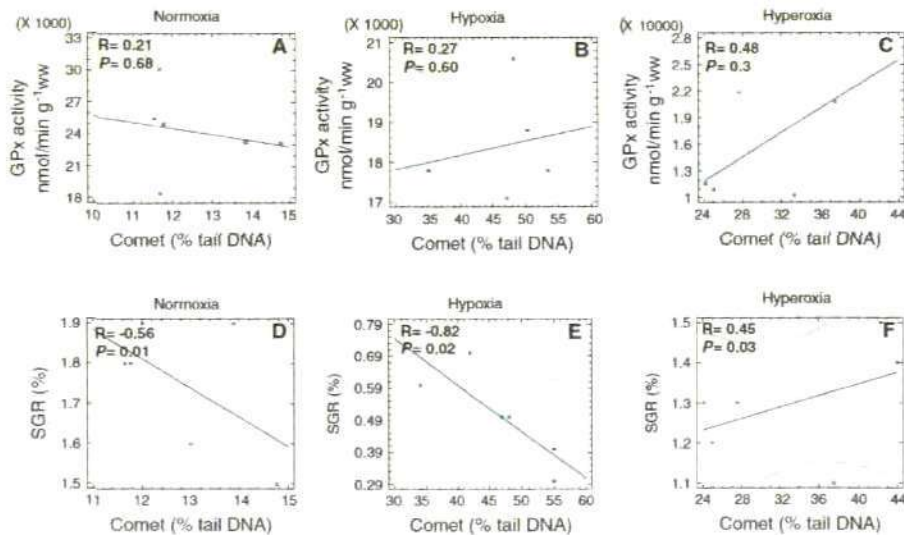 (X 1000)
Normoxia
A
R= 0.21
P= 0.68
GPx activity
nmol/min g⁻¹ww
33
30
27
24
21
18
10
11
12
13
14
15
Comet (% tail DNA)
(X 1000)
Hypoxia
B
R= 0.27
P= 0.60
GPx activity
nmol/min g⁻¹ww
21
20
19
18
17
30
35
40
45
50
55
60
Comet (% tail DNA)
(X 10000)
Hyperoxia
C
R= 0.48
P= 0.3
GPx activity
nmol/min g⁻¹ww
2.8
2.5
2.2
1.9
1.6
1.3
1
24
28
32
36
40
44
Comet (% tail DNA)
Normoxia
D
R= -0.56
P= 0.01
SGR (%)
1.9
1.8
1.7
1.6
1.5
11
12
13
14
15
Comet (% tail DNA)
Hypoxia
E
R= -0.82
P= 0.02
SGR (%)
0.79
0.69
0.59
0.49
0.39
0.29
30
35
40
45
50
55
60
Comet (% tail DNA)
Hyperoxia
F
R= 0.45
P= 0.03
SGR (%)
1.5
1.4
1.3
1.2
1.1
24
28
32
36
40
44
Comet (% tail DNA)